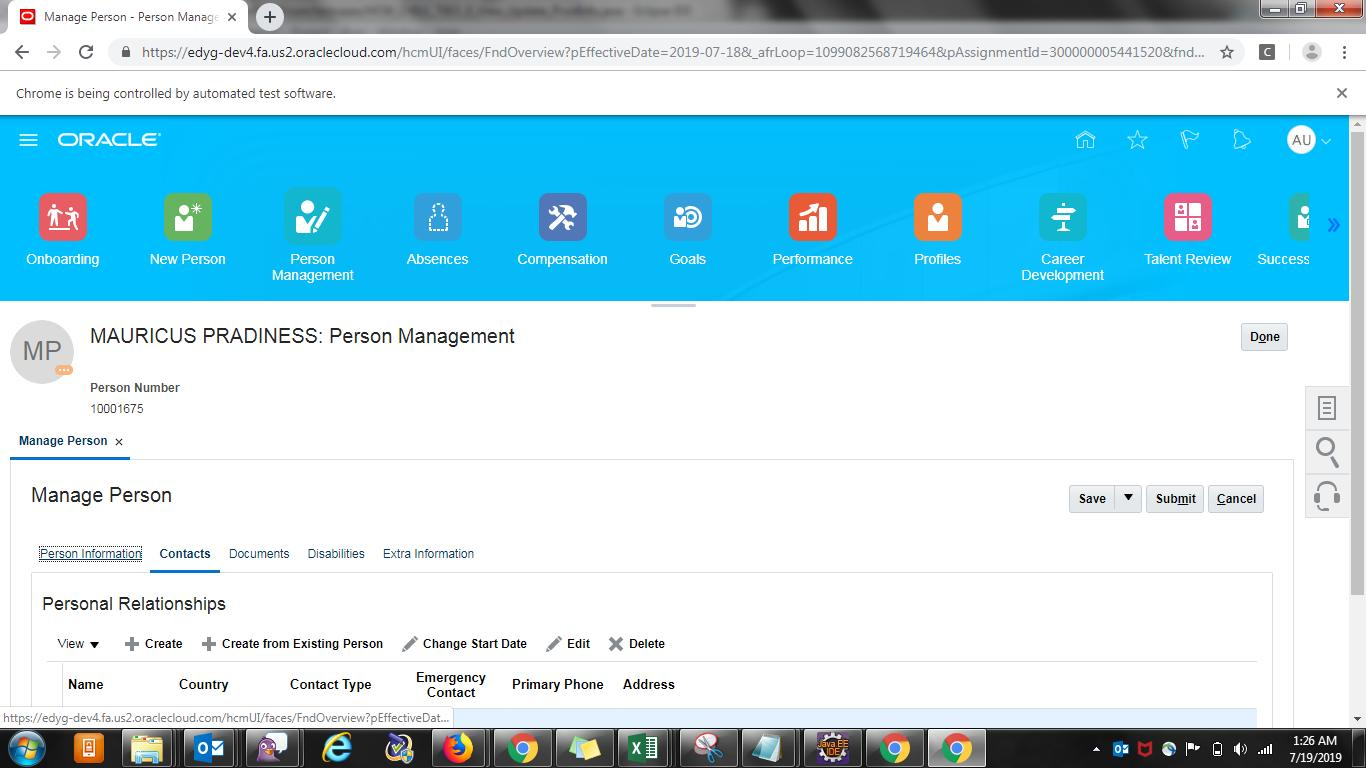 Manage Person - Person Manage
https://edyg-dev4.fa.us2.oraclecloud.com/hcmUI/faces/FndOverview?pEffectiveDate=2019-07-18&_afrLoop=1099082568719464&pAssignmentId=300000005441520&fnd...
C
Chrome is being controlled by automated test software.
ORACLE
AU
Onboarding
New Person
Person Management
Absences
Compensation
Goals
Performance
Profiles
Career Development
Talent Review
Success
MP
MAURICUS PRADINESS: Person Management
Done
Person Number
10001675
Manage Person
Manage Person
Save
Submit
Cancel
Person Information
Contacts
Documents
Disabilities
Extra Information
Personal Relationships
View
Create
Create from Existing Person
Change Start Date
Edit
Delete
Name
Country
Contact Type
Emergency Contact
Primary Phone
Address
https://edyg-dev4.fa.us2.oraclecloud.com/hcmUI/faces/FndOverview?pEffectiveDat...
Java EE
IDE
1:26 AM
7/19/2019